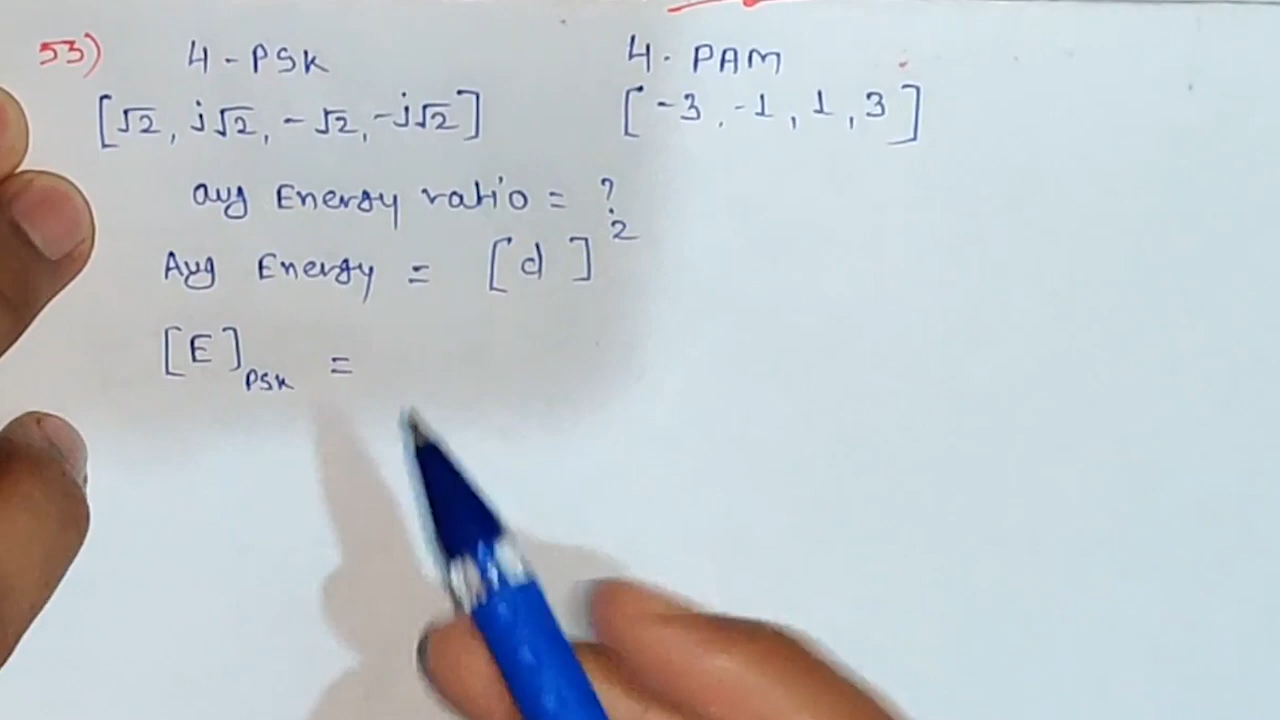 53) 4-PSK 4. PAM
[√2, j√2, -√2, -j√2] [-3, -1, 1, 3]
avg Energy ratio = ?
Avg Energy = [d]²
[E]PSK =